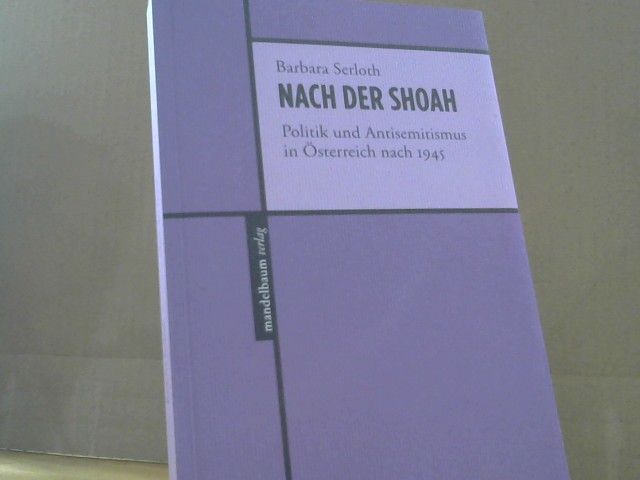 Barbara Serloth
NACH DER SHOAH
Politik und Antisemitismus
in Österreich nach 1945
mandelbaum verlag